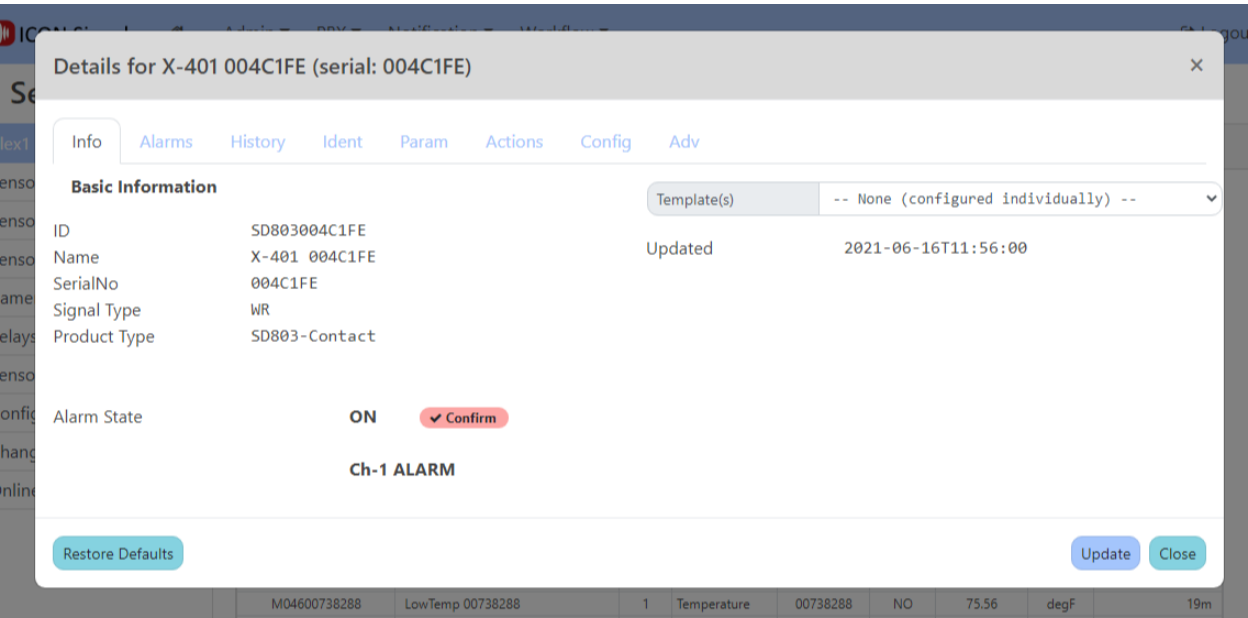 Details for X-401 004C1FE (serial: 004C1FE) ×
Info Alarms History Ident Param Actions Config Adv
Basic Information
Template(s) -- None (configured individually) --
ID SD803004C1FE
Updated 2021-06-16T11:56:00
Name X-401 004C1FE
SerialNo 004C1FE
Signal Type WR
Product Type SD803-Contact
Alarm State ON ✔ Confirm
Ch-1 ALARM
Restore Defaults Update Close
M04600738288 LowTemp 00738288 1 Temperature 00738288 NO 75.56 degF 19m